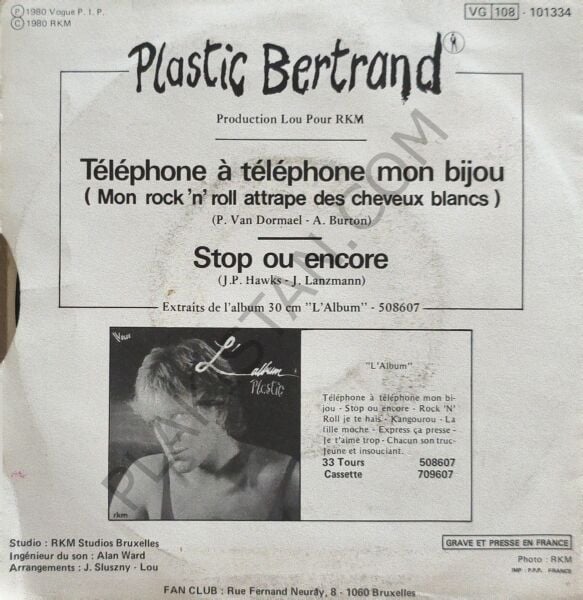 Ⓟ 1980 Vogue P. I. P.
© 1980 RKM
VG 108 - 101334
Plastic Bertrand
Production Lou Pour RKM
Téléphone à téléphone mon bijou
( Mon rock 'n' roll attrape des cheveux blancs )
(P. Van Dormael - A. Burton)
Stop ou encore
(J.P. Hawks - J. Lanzmann)
Extraits de l'album 30 cm "L'Album" - 508607
Vogue
L'album
Plastic
rkm
"L'Album"
Téléphone à téléphone mon bi-
jou - Stop ou encore - Rock 'N'
Roll je te hais - Kangourou - La
fille moche - Express ça presse -
Je t'aime trop - Chacun son truc-
Jeune et insouciant.
33 Tours 508607
Cassette 709607
Studio : RKM Studios Bruxelles
Ingénieur du son : Alan Ward
Arrangements : J. Sluszny - Lou
GRAVE ET PRESSE EN FRANCE
Photo : RKM
IMP : P.P.P. FRANCE
FAN CLUB : Rue Fernand Neuray, 8 - 1060 Bruxelles
PLAKSTAN.COM